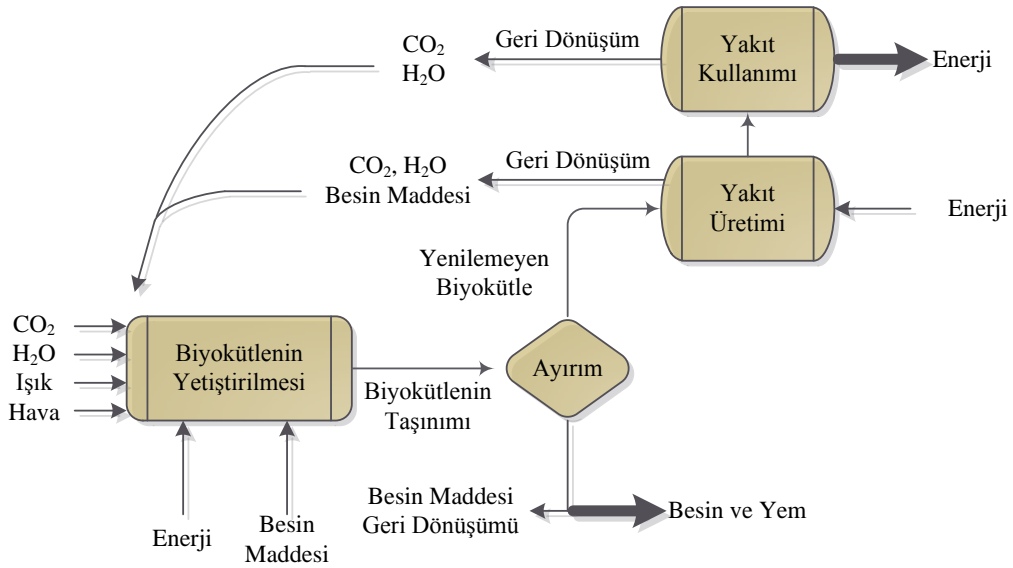 CO₂
H₂O
Geri Dönüşüm
Yakıt
Kullanımı
Enerji
CO₂, H₂O
Besin Maddesi
Geri Dönüşüm
Yakıt
Üretimi
Enerji
Yenilemeyen
Biyokütle
CO₂
H₂O
Işık
Hava
Biyokütlenin
Yetiştirilmesi
Biyokütlenin
Taşınımı
Ayırım
Enerji
Besin
Maddesi
Besin Maddesi
Geri Dönüşümü
Besin ve Yem